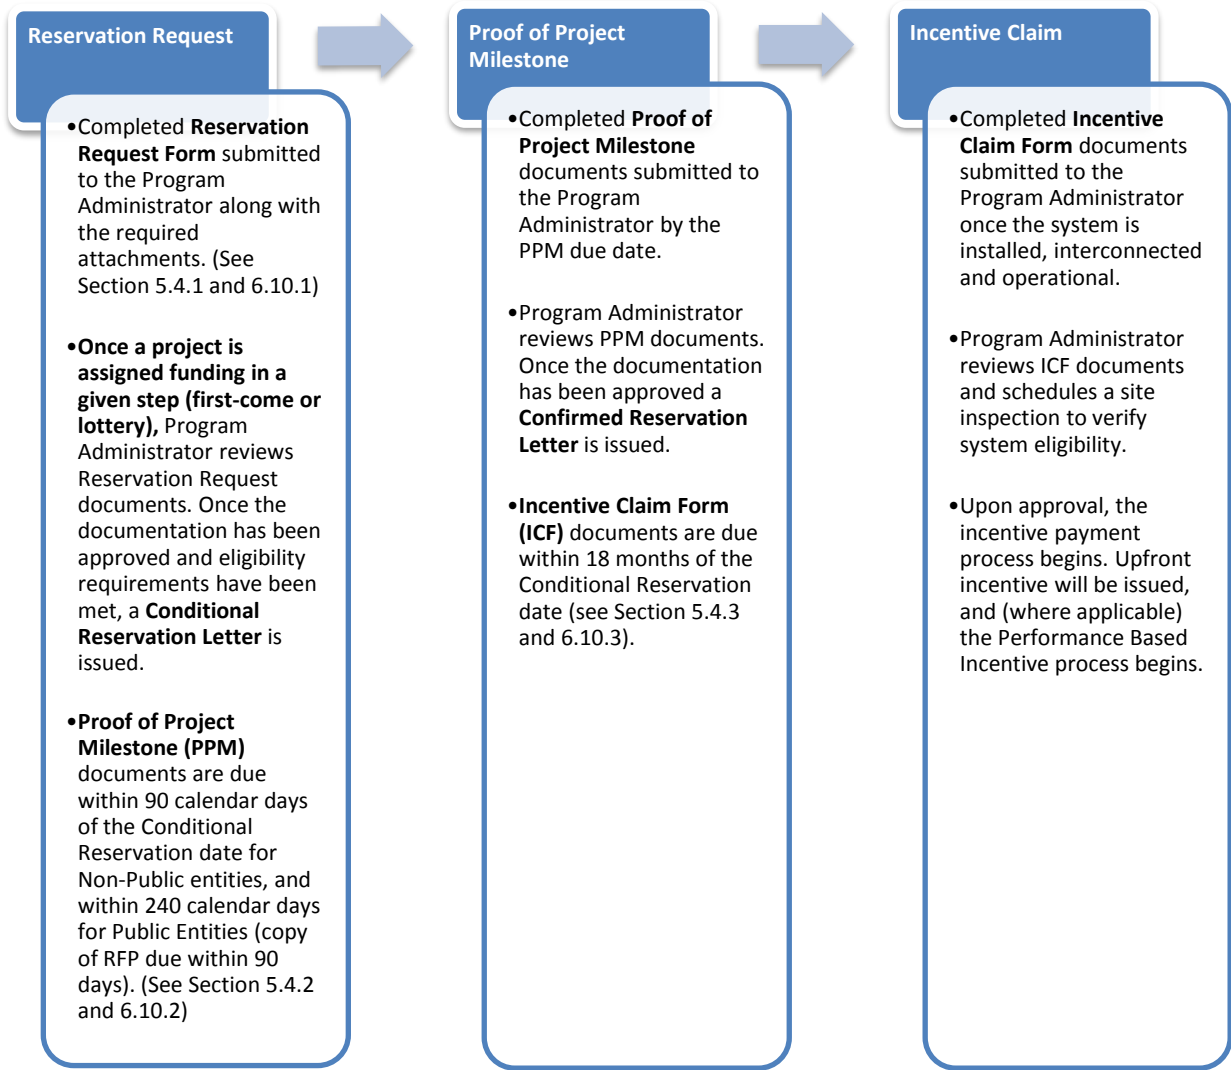 Reservation Request
•Completed Reservation
Request Form submitted
to the Program
Administrator along with
the required
attachments. (See
Section 5.4.1 and 6.10.1)
•Once a project is
assigned funding in a
given step (first-come or
lottery), Program
Administrator reviews
Reservation Request
documents. Once the
documentation has been
approved and eligibility
requirements have been
met, a Conditional
Reservation Letter is
issued.
•Proof of Project
Milestone (PPM)
documents are due
within 90 calendar days
of the Conditional
Reservation date for
Non-Public entities, and
within 240 calendar days
for Public Entities (copy
of RFP due within 90
days). (See Section 5.4.2
and 6.10.2)
Proof of Project
Milestone
•Completed Proof of
Project Milestone
documents submitted to
the Program
Administrator by the
PPM due date.
•Program Administrator
reviews PPM documents.
Once the documentation
has been approved a
Confirmed Reservation
Letter is issued.
•Incentive Claim Form
(ICF) documents are due
within 18 months of the
Conditional Reservation
date (see Section 5.4.3
and 6.10.3).
Incentive Claim
•Completed Incentive
Claim Form documents
submitted to the
Program Administrator
once the system is
installed, interconnected
and operational.
•Program Administrator
reviews ICF documents
and schedules a site
inspection to verify
system eligibility.
•Upon approval, the
incentive payment
process begins. Upfront
incentive will be issued,
and (where applicable)
the Performance Based
Incentive process begins.